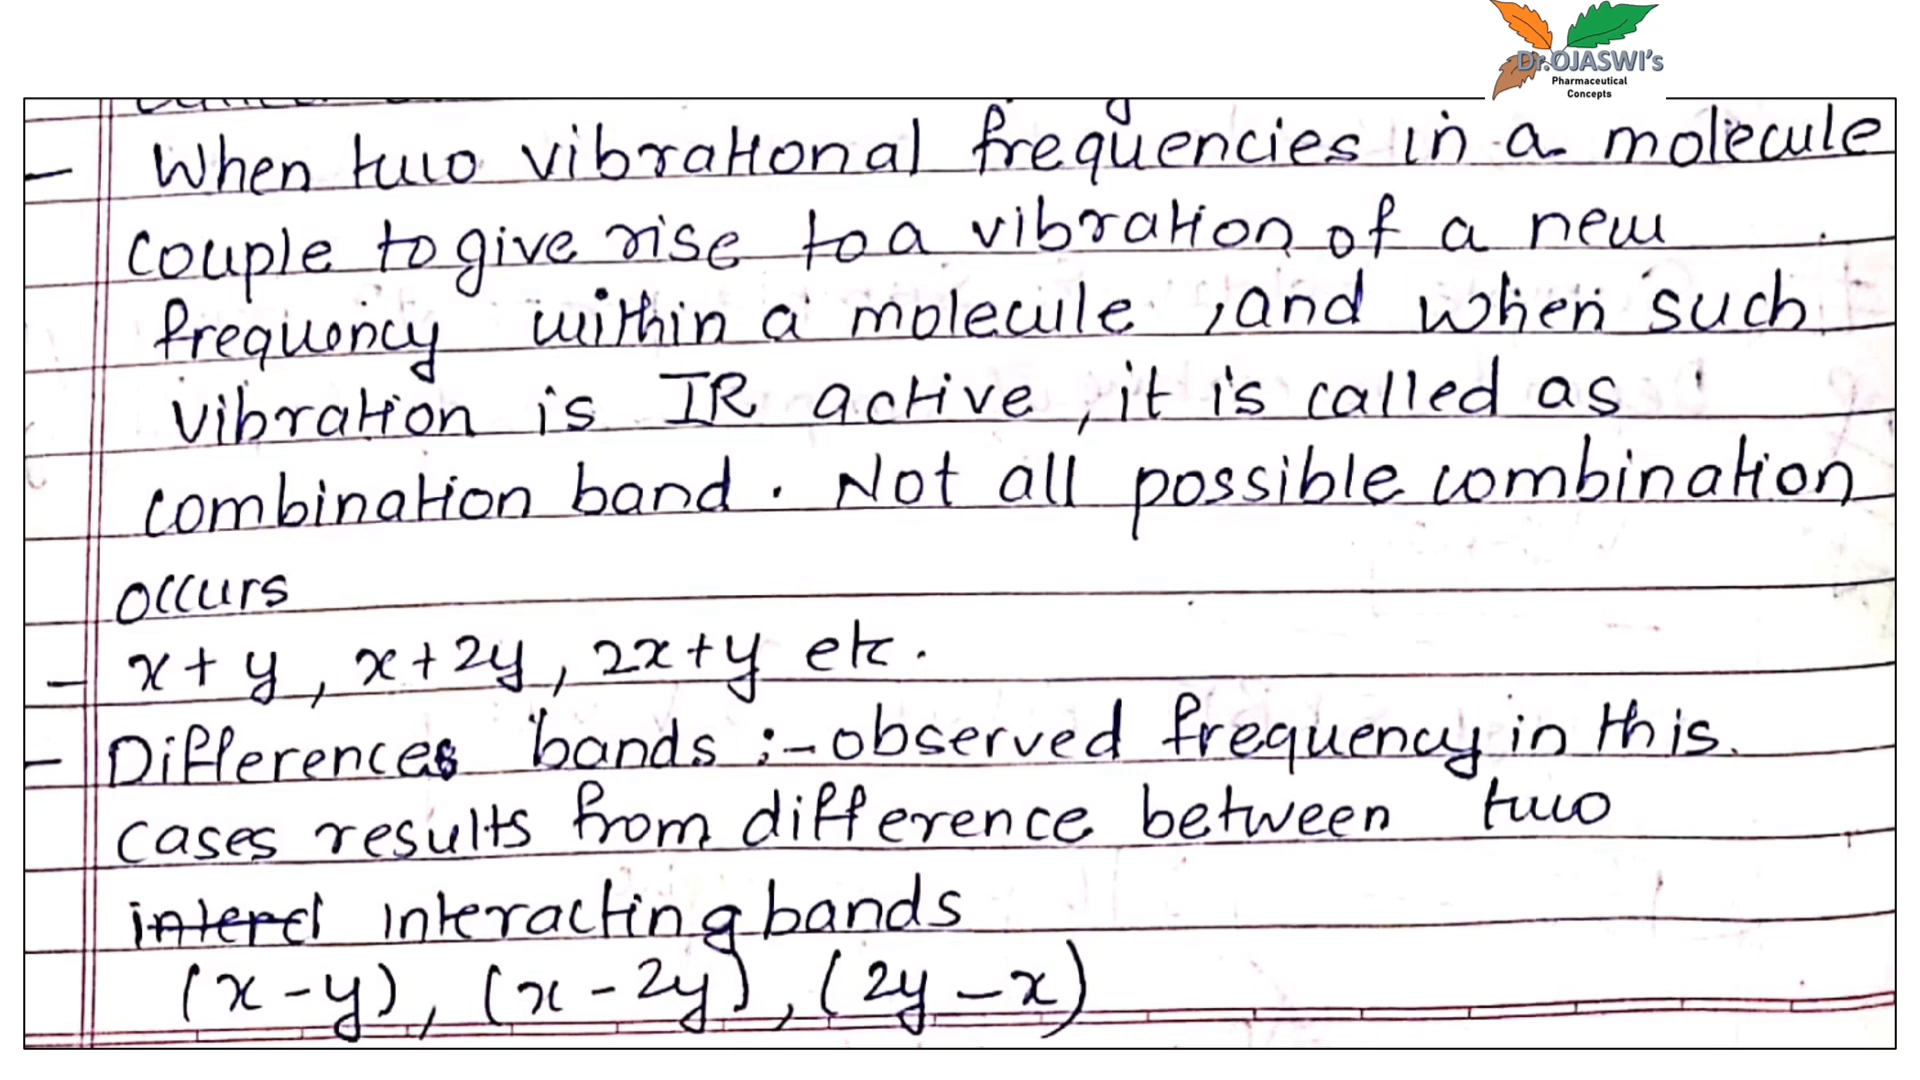 Dr.OJASWI's
Pharmaceutical
Concepts
- When two vibrational frequencies in a molecule
couple to give rise to a vibration of a new
frequency within a molecule, and when such
vibration is IR active, it is called as
combination band. Not all possible combination
occurs
- x + y, x + 2y, 2x + y etc.
- Differences bands :- observed frequency in this
cases results from difference between two
interacting bands
(x - y), (x - 2y), (2y - x)